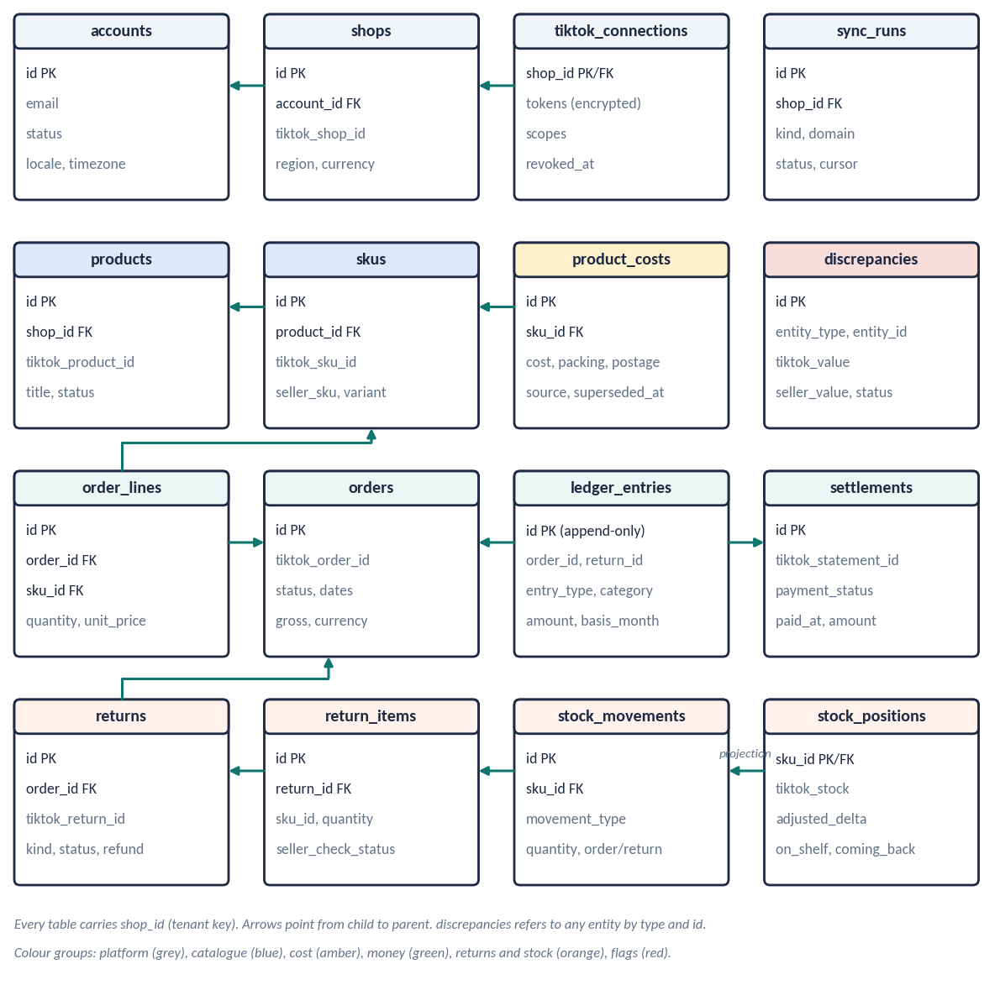 accounts
id PK
email
status
locale, timezone
shops
id PK
account_id FK
tiktok_shop_id
region, currency
tiktok_connections
shop_id PK/FK
tokens (encrypted)
scopes
revoked_at
sync_runs
id PK
shop_id FK
kind, domain
status, cursor
products
id PK
shop_id FK
tiktok_product_id
title, status
skus
id PK
product_id FK
tiktok_sku_id
seller_sku, variant
product_costs
id PK
sku_id FK
cost, packing, postage
source, superseded_at
discrepancies
id PK
entity_type, entity_id
tiktok_value
seller_value, status
order_lines
id PK
order_id FK
sku_id FK
quantity, unit_price
orders
id PK
tiktok_order_id
status, dates
gross, currency
ledger_entries
id PK (append-only)
order_id, return_id
entry_type, category
amount, basis_month
settlements
id PK
tiktok_statement_id
payment_status
paid_at, amount
returns
id PK
order_id FK
tiktok_return_id
kind, status, refund
return_items
id PK
return_id FK
sku_id, quantity
seller_check_status
stock_movements
id PK
sku_id FK
movement_type
quantity, order/return
projection
stock_positions
sku_id PK/FK
tiktok_stock
adjusted_delta
on_shelf, coming_back
Every table carries shop_id (tenant key). Arrows point from child to parent. discrepancies refers to any entity by type and id.
Colour groups: platform (grey), catalogue (blue), cost (amber), money (green), returns and stock (orange), flags (red).